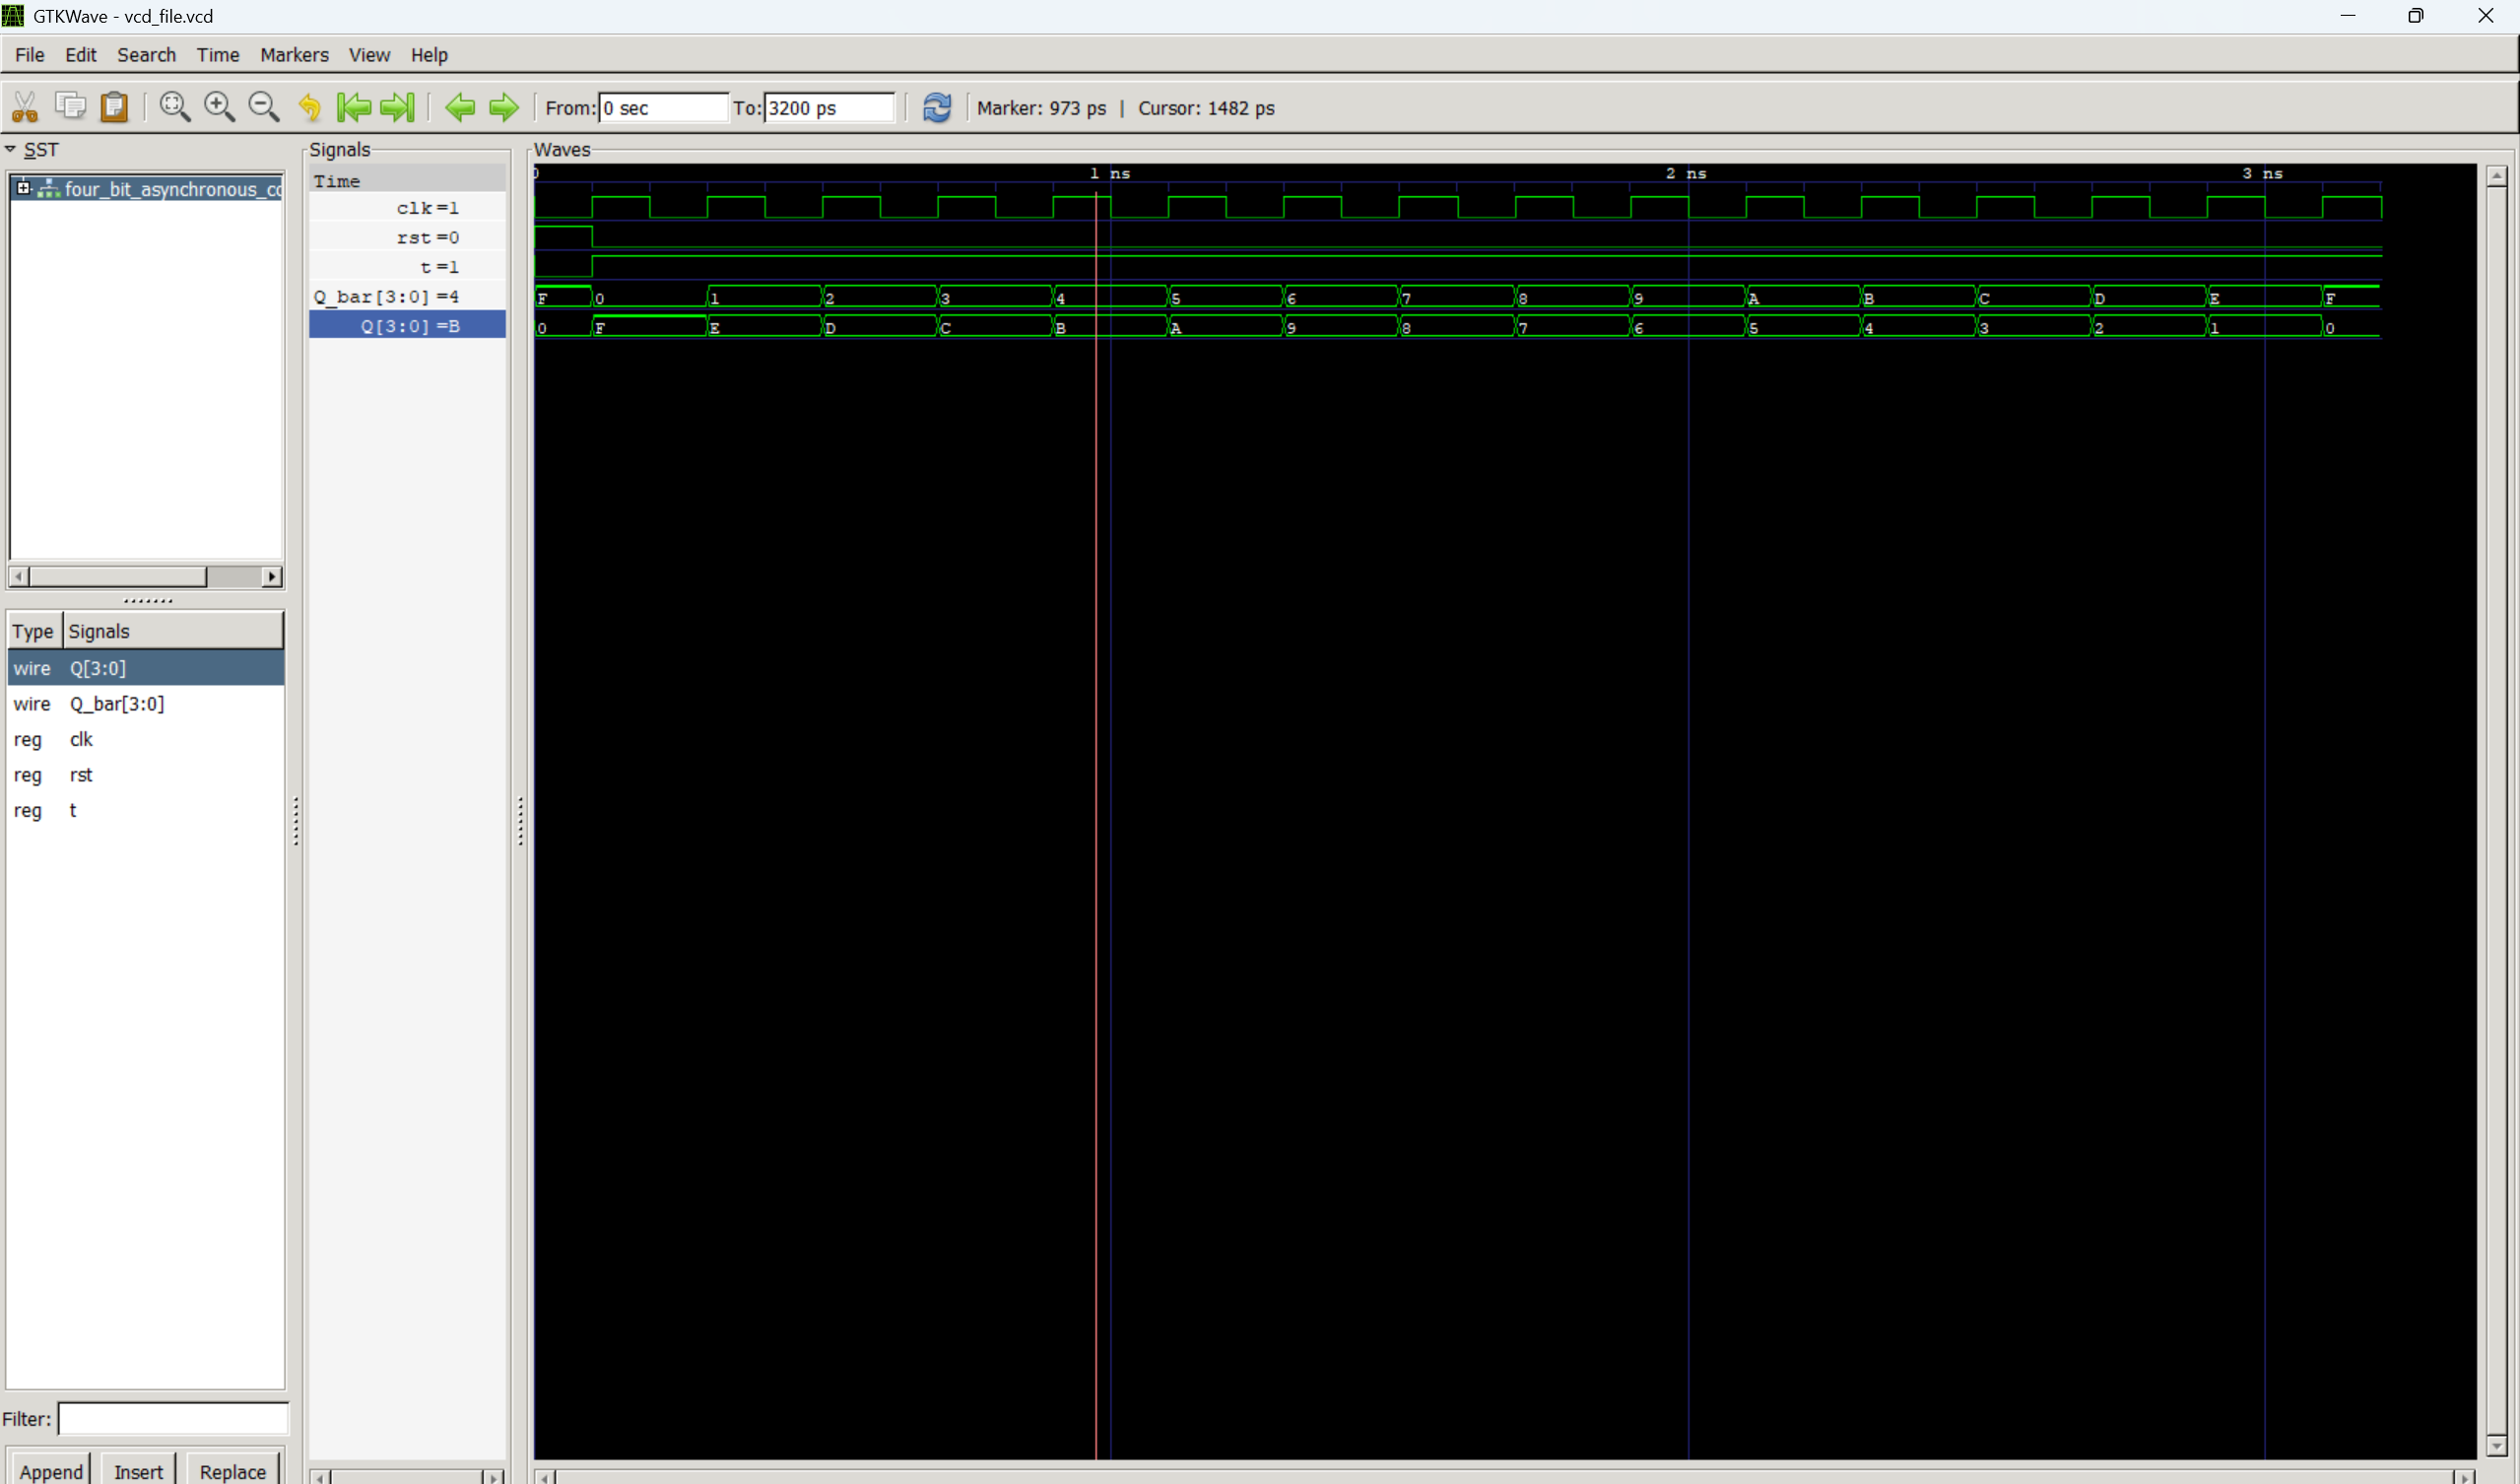 GTKWave - vcd_file.vcd
File Edit Search Time Markers View Help
From: 0 sec To: 3200 ps Marker: 973 ps | Cursor: 1482 ps
SST
four_bit_asynchronous_co
Type Signals
wire Q[3:0]
wire Q_bar[3:0]
reg clk
reg rst
reg t
Filter:
Append Insert Replace
Signals
Time
clk=1
rst=0
t=1
Q_bar[3:0]=4
Q[3:0]=B
Waves
0 1 ns 2 ns 3 ns
F 0 1 2 3 4 5 6 7 8 9 A B C D E F
0 F E D C B A 9 8 7 6 5 4 3 2 1 0